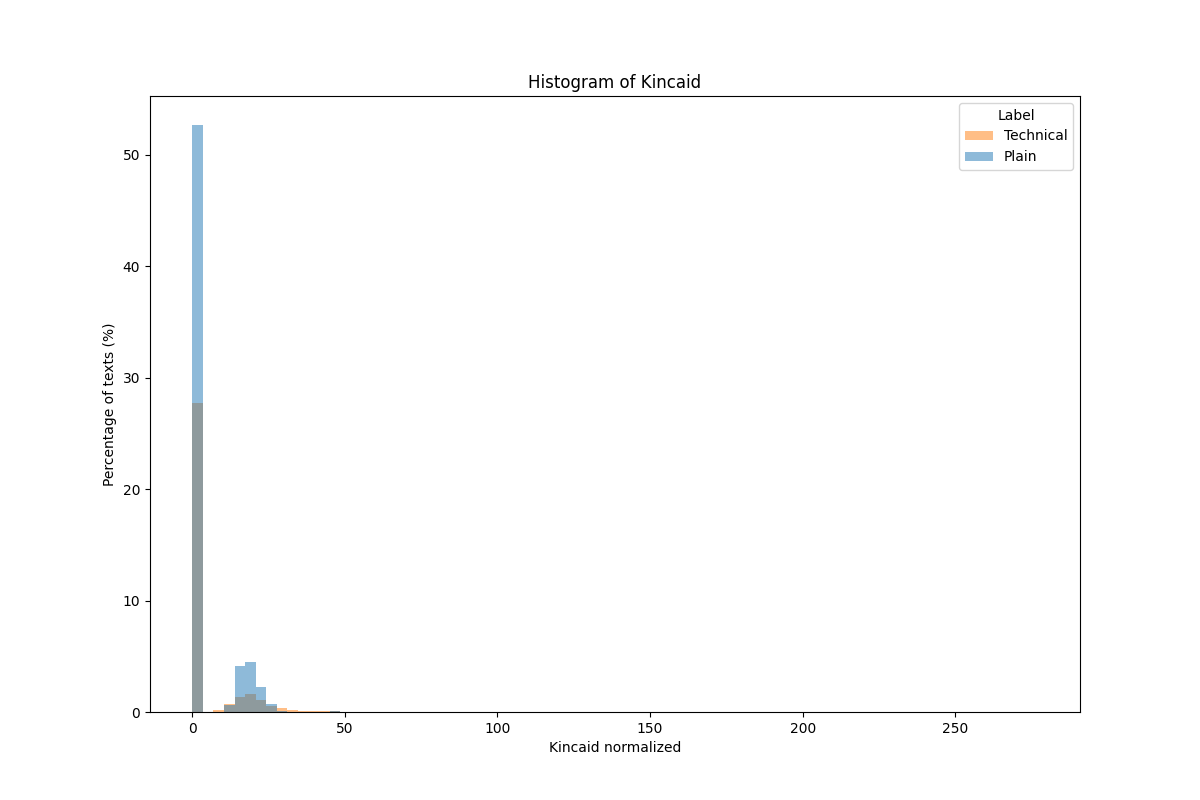 Histogram of Kincaid
Label
Technical
Plain
Percentage of texts (%)
50
40
30
20
10
0
0
50
100
150
200
250
Kincaid normalized